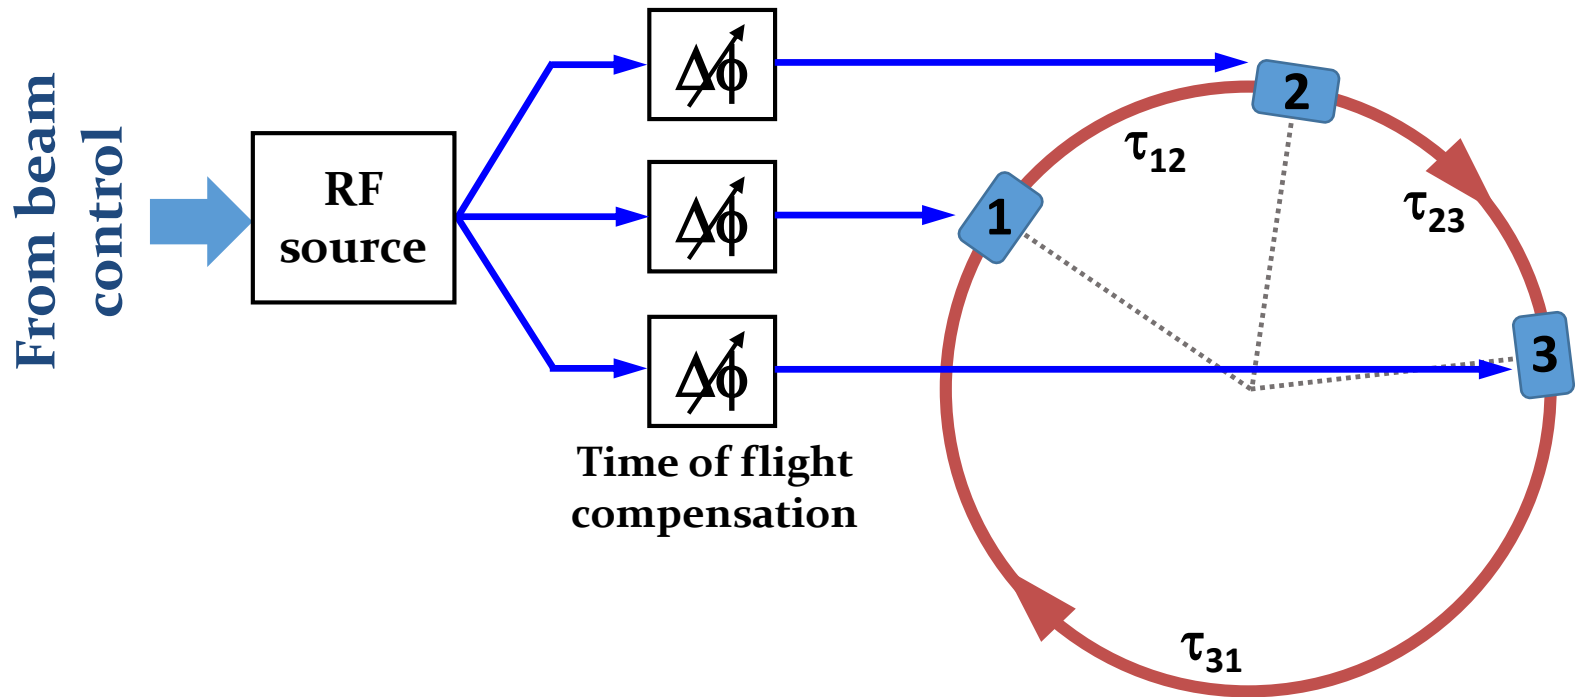 From beam
control
RF
source
Δϕ
Δϕ
Δϕ
Time of flight
compensation
1
2
3
τ12
τ23
τ31